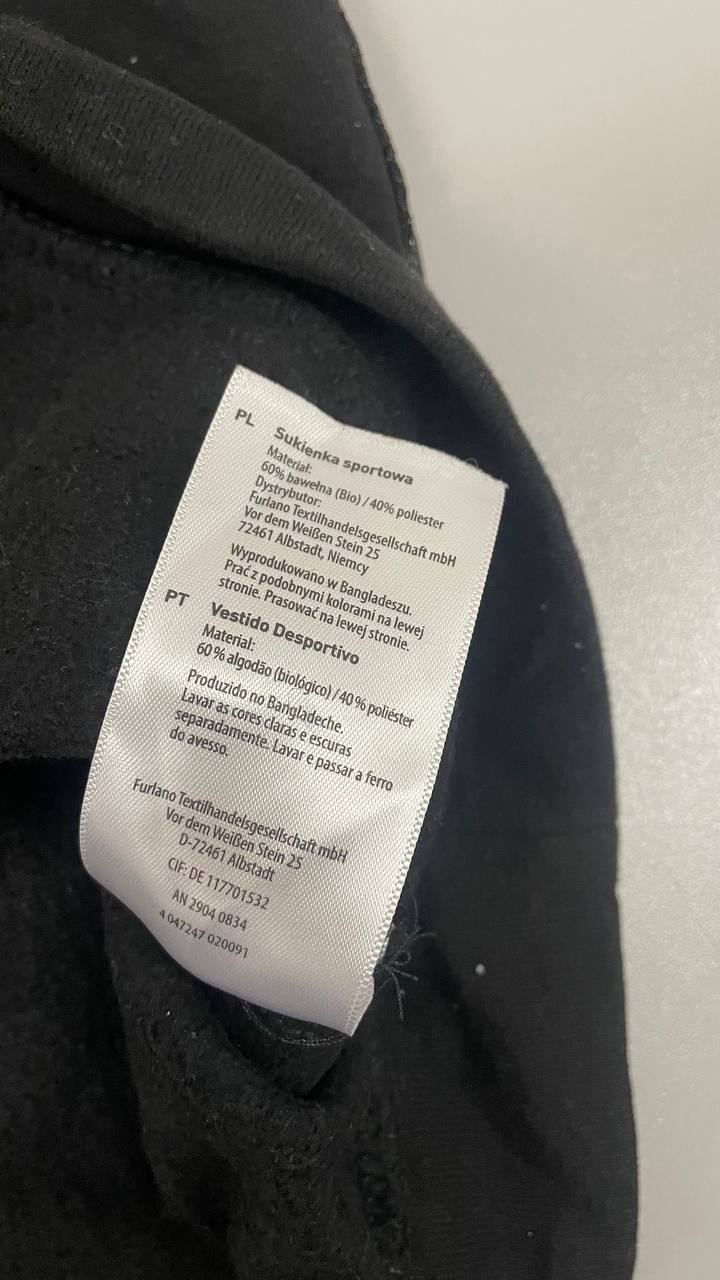 PL Sukienka sportowa
Materiał:
60% bawełna (Bio) / 40% poliester
Dystrybutor:
Furlano Textilhandelsgesellschaft mbH
Vor dem Weißen Stein 25
72461 Albstadt, Niemcy
Wyprodukowano w Bangladeszu.
Prać z podobnymi kolorami na lewej
stronie. Prasować na lewej stronie.
PT Vestido Desportivo
Material:
60 % algodão (biológico) / 40 % poliéster
Produzido no Bangladeche.
Lavar as cores claras e escuras
separadamente. Lavar e passar a ferro
do avesso.
Furlano Textilhandelsgesellschaft mbH
Vor dem Weißen Stein 25
D-72461 Albstadt
CIF: DE 117701532
AN 2904 0834
4 047247 020091